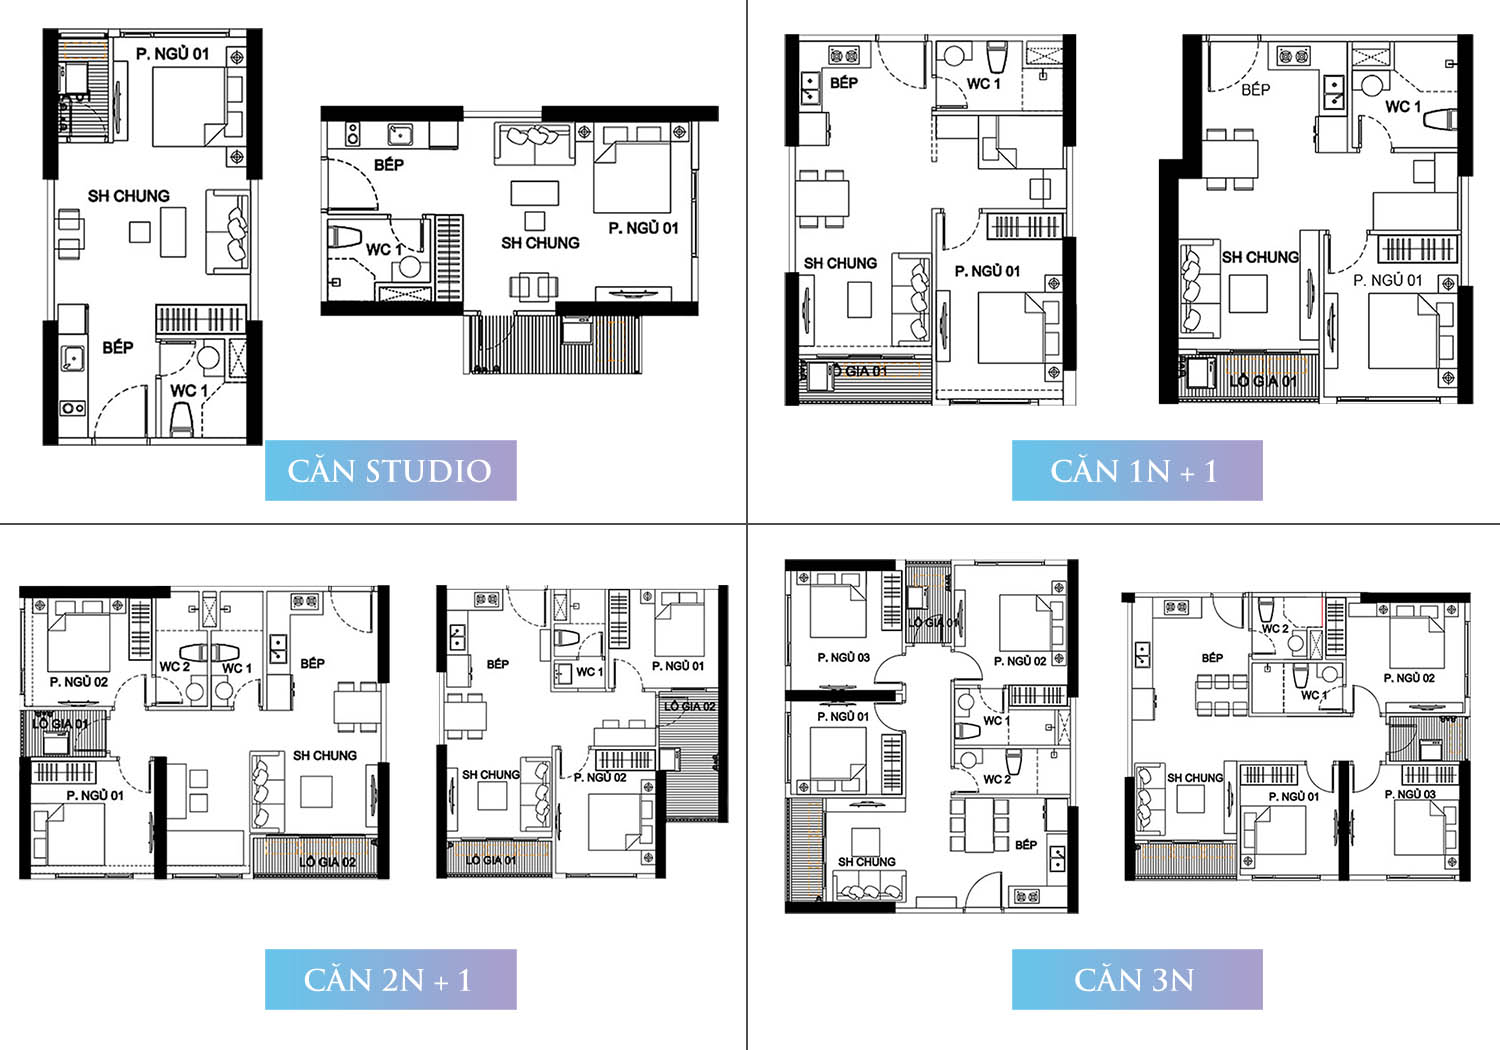 P. NGỦ 01
SH CHUNG
BẾP
WC 1
BẾP
WC 1
SH CHUNG
P. NGỦ 01
CĂN STUDIO
BẾP
WC 1
SH CHUNG
P. NGỦ 01
LÔ GIA 01
BẾP
WC 1
SH CHUNG
P. NGỦ 01
LÔ GIA 01
CĂN 1N + 1
P. NGỦ 02
WC 2
WC 1
BẾP
LÔ GIA 01
SH CHUNG
P. NGỦ 01
LÔ GIA 02
BẾP
WC 1
P. NGỦ 01
LÔ GIA 02
SH CHUNG
P. NGỦ 02
LÔ GIA 01
CĂN 2N + 1
LÔ GIA 01
P. NGỦ 03
P. NGỦ 02
P. NGỦ 01
WC 1
WC 2
SH CHUNG
BẾP
WC 2
BẾP
WC 1
P. NGỦ 02
SH CHUNG
P. NGỦ 01
P. NGỦ 03
CĂN 3N